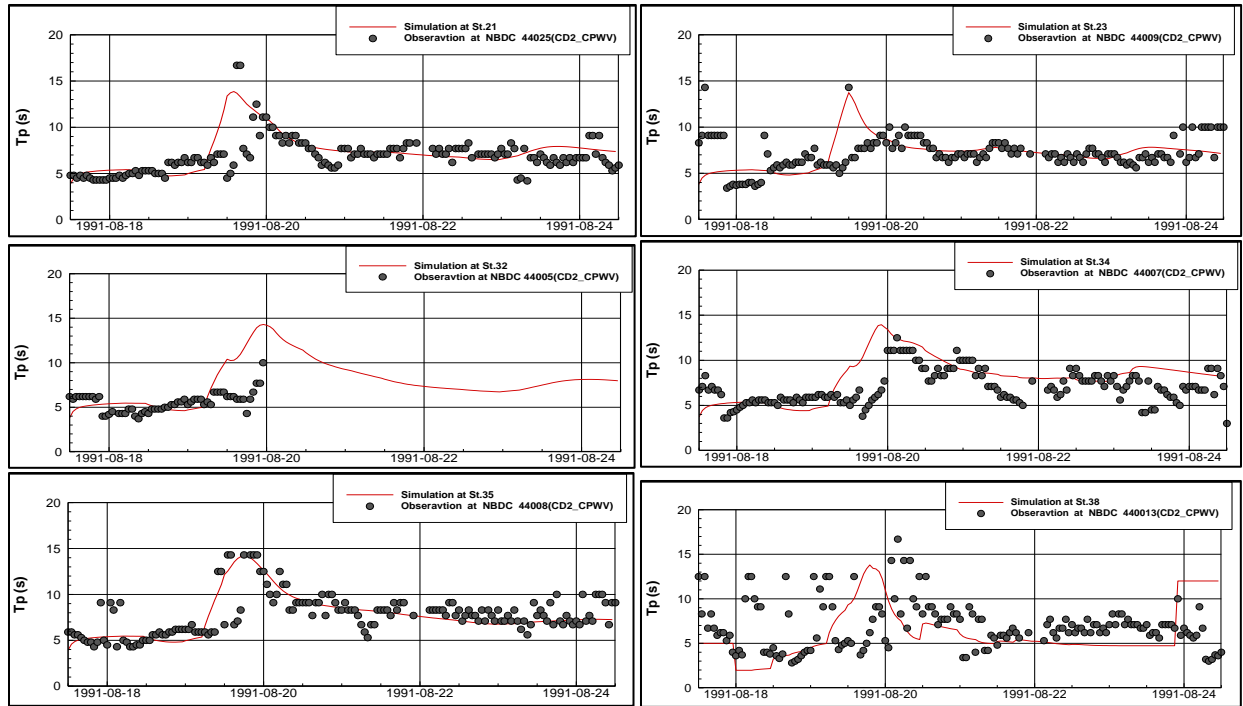 Simulation at St.21
Obseravtion at NBDC 44025(CD2_CPWV)
Tp (s)
20
15
10
5
0
1991-08-18 1991-08-20 1991-08-22 1991-08-24
Simulation at St.23
Obseravtion at NBDC 44009(CD2_CPWV)
Tp (s)
20
15
10
5
0
1991-08-18 1991-08-20 1991-08-22 1991-08-24
Simulation at St.32
Obseravtion at NBDC 44005(CD2_CPWV)
Tp (s)
20
15
10
5
0
1991-08-18 1991-08-20 1991-08-22 1991-08-24
Simulation at St.34
Obseravtion at NBDC 44007(CD2_CPWV)
Tp (s)
20
15
10
5
0
1991-08-18 1991-08-20 1991-08-22 1991-08-24
Simulation at St.35
Obseravtion at NBDC 44008(CD2_CPWV)
Tp (s)
20
15
10
5
0
1991-08-18 1991-08-20 1991-08-22 1991-08-24
Simulation at St.38
Obseravtion at NBDC 440013(CD2_CPWV)
Tp (s)
20
15
10
5
0
1991-08-18 1991-08-20 1991-08-22 1991-08-24